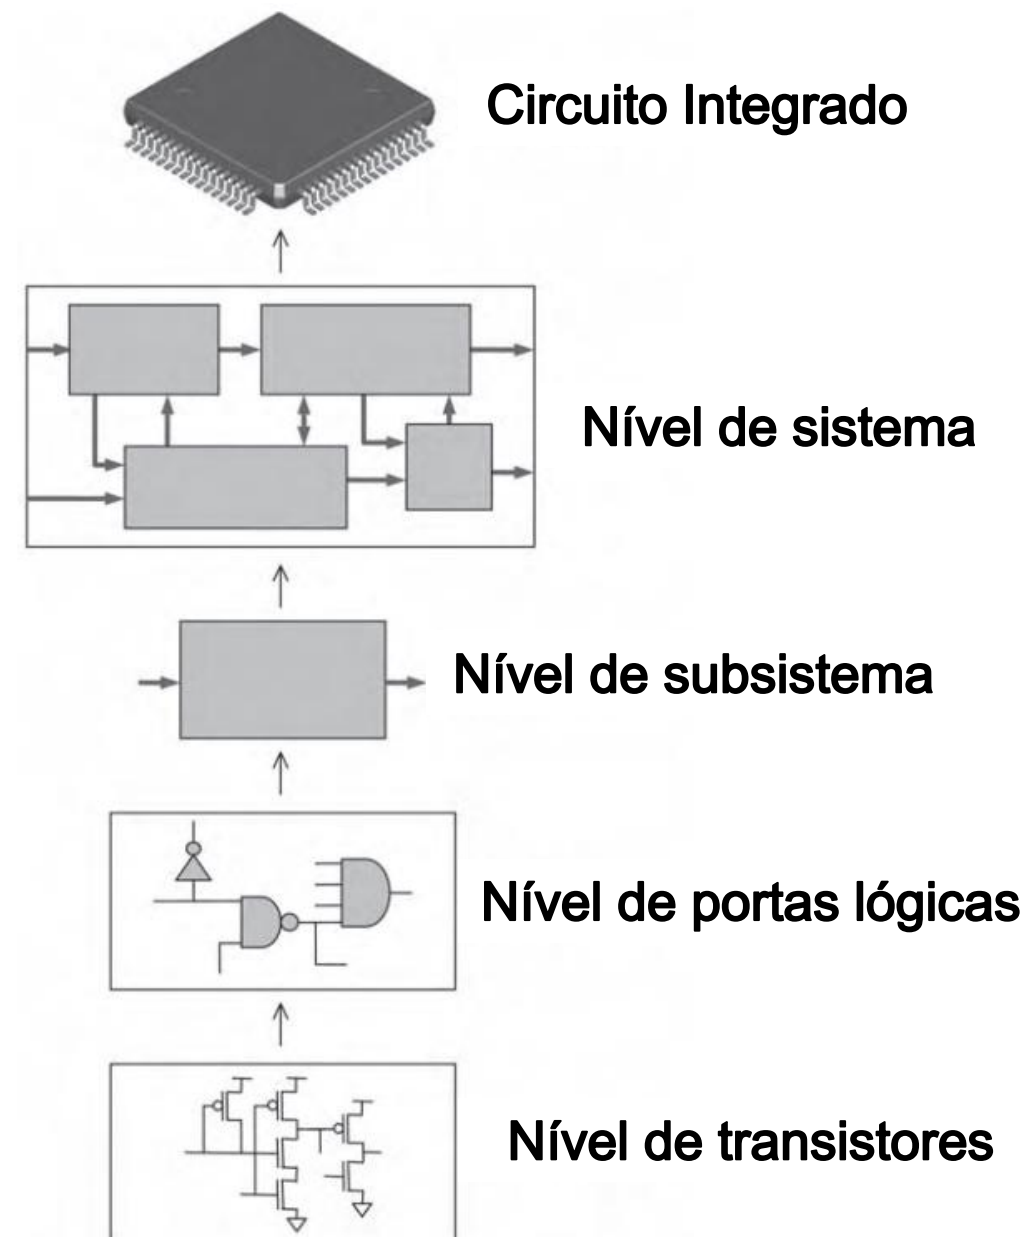 Circuito Integrado
Nível de sistema
Nível de subsistema
Nível de portas lógicas
Nível de transistores